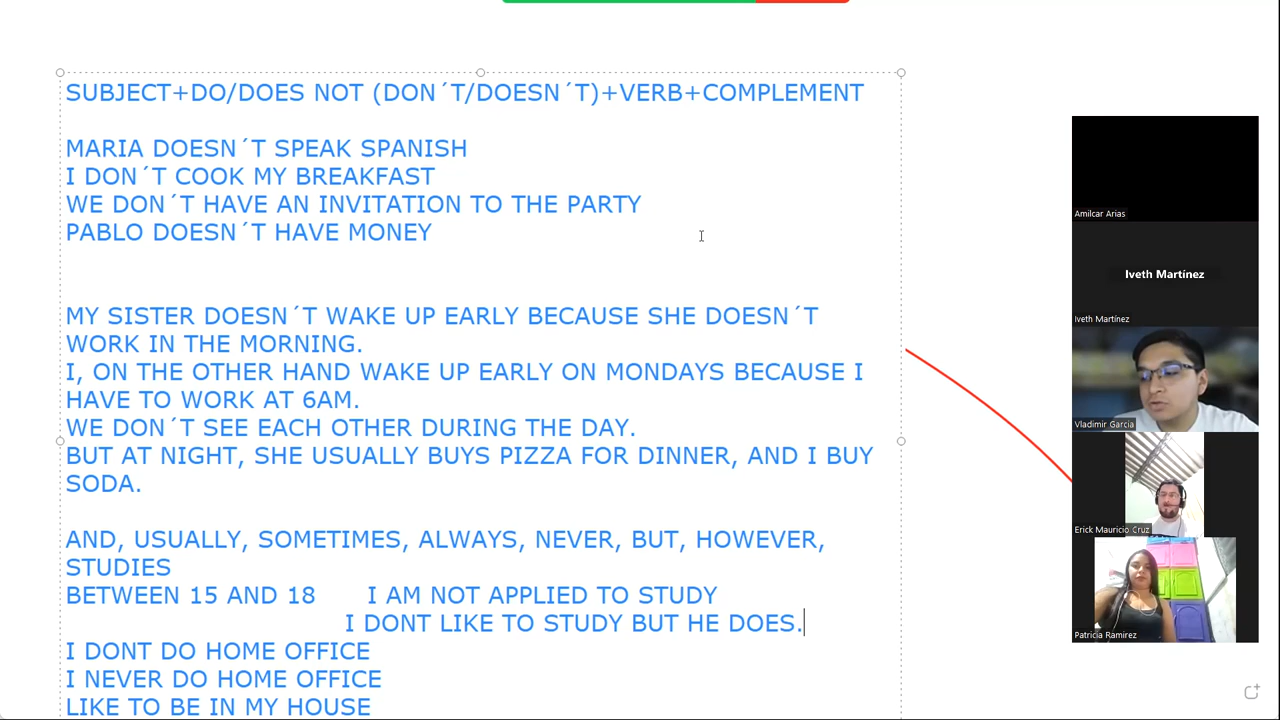 SUBJECT+DO/DOES NOT (DON´T/DOESN´T)+VERB+COMPLEMENT
MARIA DOESN´T SPEAK SPANISH
I DON´T COOK MY BREAKFAST
WE DON´T HAVE AN INVITATION TO THE PARTY
PABLO DOESN´T HAVE MONEY
MY SISTER DOESN´T WAKE UP EARLY BECAUSE SHE DOESN´T
WORK IN THE MORNING.
I, ON THE OTHER HAND WAKE UP EARLY ON MONDAYS BECAUSE I
HAVE TO WORK AT 6AM.
WE DON´T SEE EACH OTHER DURING THE DAY.
BUT AT NIGHT, SHE USUALLY BUYS PIZZA FOR DINNER, AND I BUY
SODA.
AND, USUALLY, SOMETIMES, ALWAYS, NEVER, BUT, HOWEVER,
STUDIES
BETWEEN 15 AND 18 I AM NOT APPLIED TO STUDY
I DONT LIKE TO STUDY BUT HE DOES.
I DONT DO HOME OFFICE
I NEVER DO HOME OFFICE
LIKE TO BE IN MY HOUSE
Amilcar Arias
Iveth Martínez
Iveth Martínez
Vladimir Garcia
Erick Mauricio Cruz
Patricia Ramirez